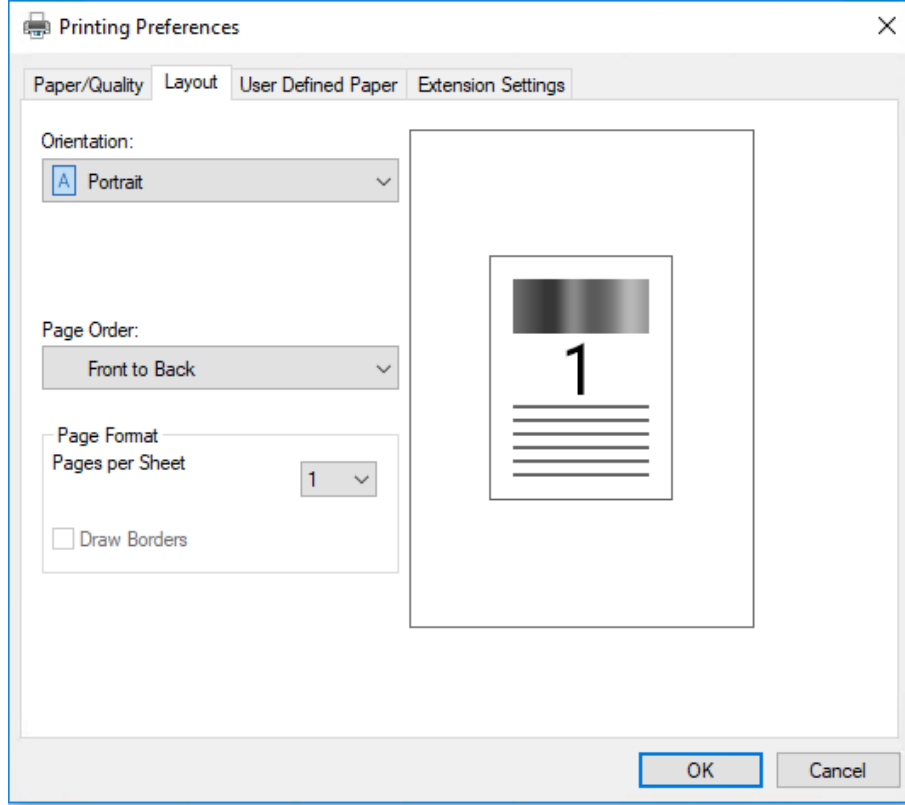 Printing Preferences
Paper/Quality Layout User Defined Paper Extension Settings
Orientation:
A Portrait
Page Order:
Front to Back
Page Format
Pages per Sheet
1
Draw Borders
1
OK Cancel